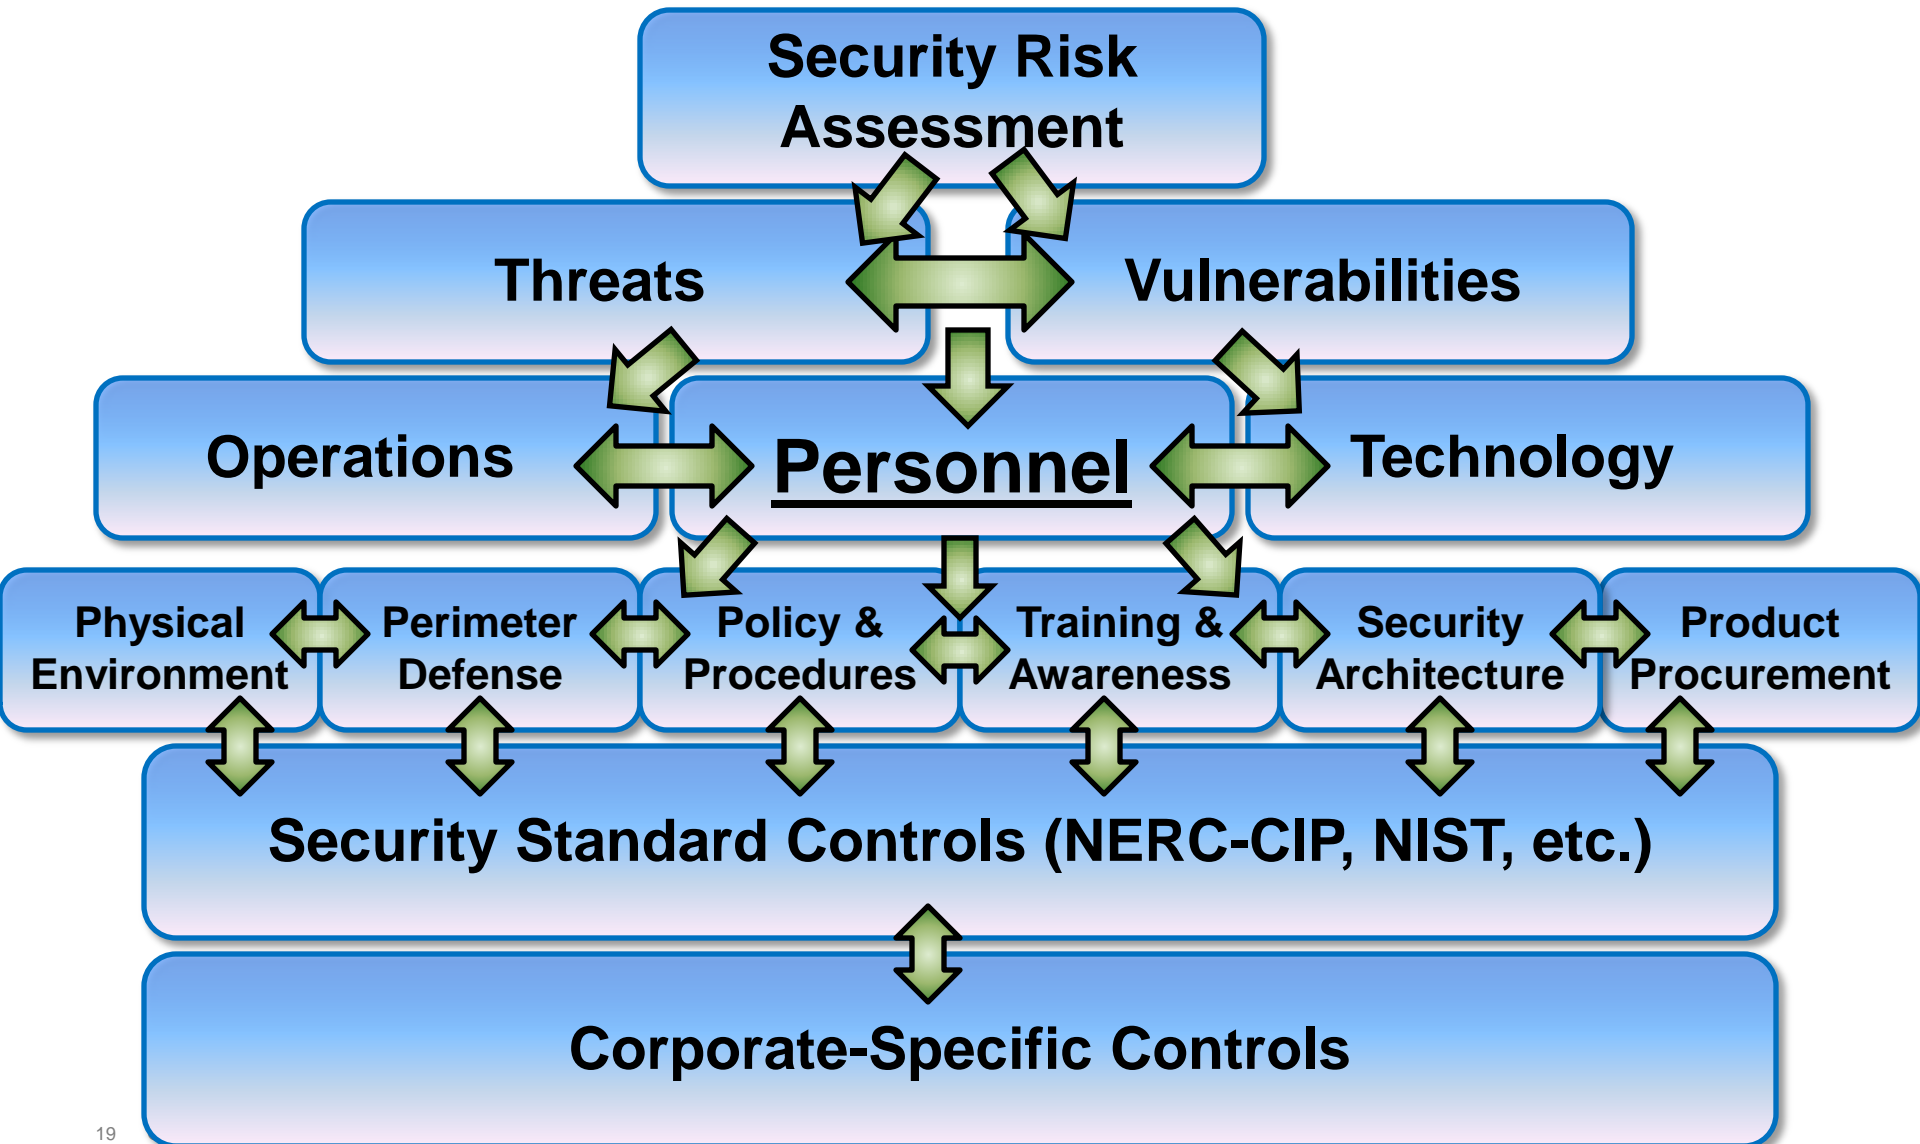 Security Risk
Assessment
Threats
Vulnerabilities
Operations
Personnel
Technology
Physical
Environment
Perimeter
Defense
Policy &
Procedures
Training &
Awareness
Security
Architecture
Product
Procurement
Security Standard Controls (NERC-CIP, NIST, etc.)
Corporate-Specific Controls
19